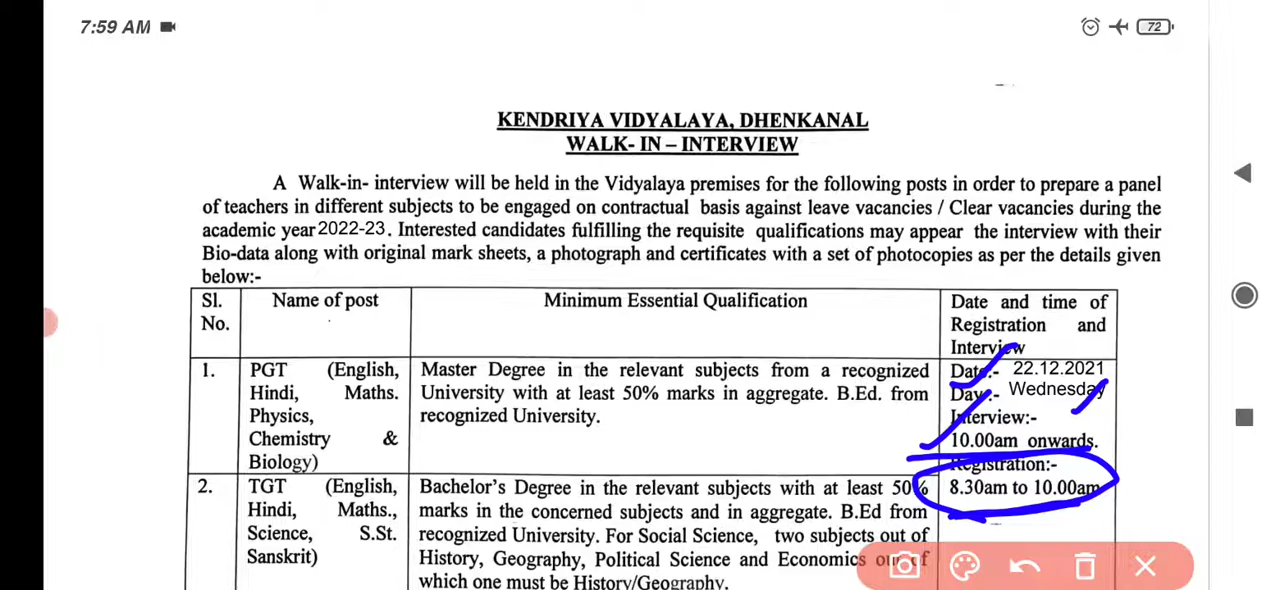 7:59 AM
72
KENDRIYA VIDYALAYA, DHENKANAL
WALK- IN – INTERVIEW
A Walk-in- interview will be held in the Vidyalaya premises for the following posts in order to prepare a panel
of teachers in different subjects to be engaged on contractual basis against leave vacancies / Clear vacancies during the
academic year 2022-23. Interested candidates fulfilling the requisite qualifications may appear the interview with their
Bio-data along with original mark sheets, a photograph and certificates with a set of photocopies as per the details given
below:-
Sl. No.
Name of post
Minimum Essential Qualification
Date and time of
Registration and
Interview
1.
PGT (English,
Hindi, Maths.
Physics,
Chemistry &
Biology)
Master Degree in the relevant subjects from a recognized
University with at least 50% marks in aggregate. B.Ed. from
recognized University.
Date:- 22.12.2021
Day:- Wednesday
Interview:-
10.00am onwards.
Registration:-
8.30am to 10.00am
2.
TGT (English,
Hindi, Maths.,
Science, S.St.
Sanskrit)
Bachelor's Degree in the relevant subjects with at least 50%
marks in the concerned subjects and in aggregate. B.Ed from
recognized University. For Social Science, two subjects out of
History, Geography, Political Science and Economics out of
which one must be History/Geography.